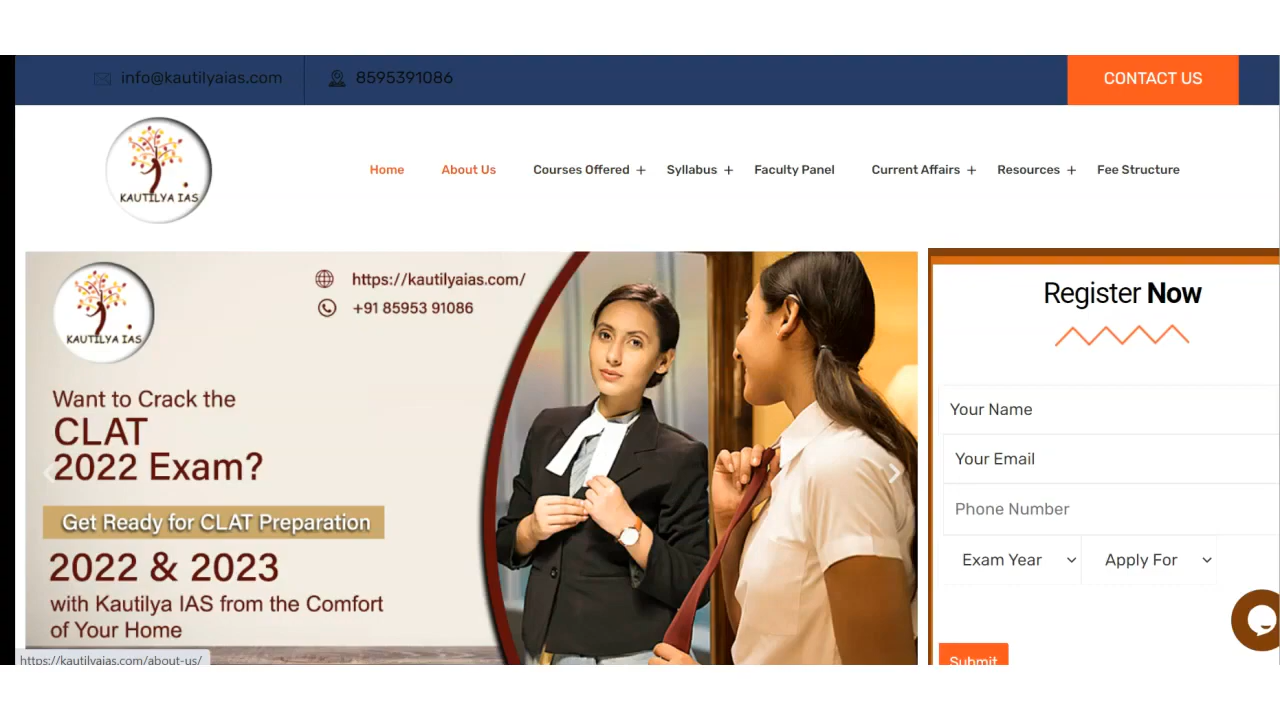 info@kautilyaias.com
8595391086
CONTACT US
KAUTILYA IAS
Home
About Us
Courses Offered +
Syllabus +
Faculty Panel
Current Affairs +
Resources +
Fee Structure
KAUTILYA IAS
https://kautilyaias.com/
+91 85953 91086
Want to Crack the
CLAT
2022 Exam?
Get Ready for CLAT Preparation
2022 & 2023
with Kautilya IAS from the Comfort
of Your Home
Register Now
Your Name
Your Email
Phone Number
Exam Year
Apply For
Submit
https://kautilyaias.com/about-us/